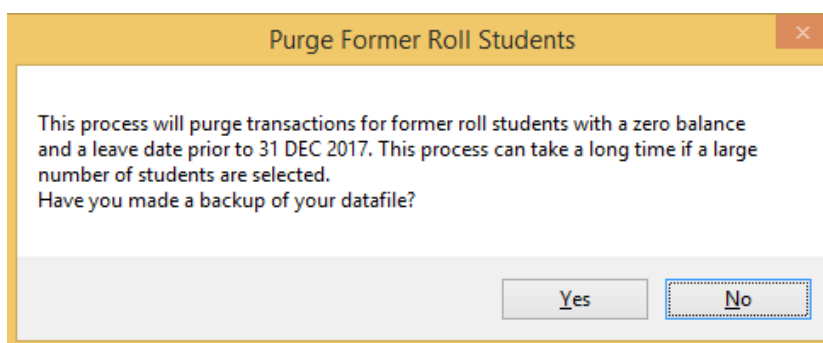 Purge Former Roll Students
This process will purge transactions for former roll students with a zero balance
and a leave date prior to 31 DEC 2017. This process can take a long time if a large
number of students are selected.
Have you made a backup of your datafile?
Yes
No